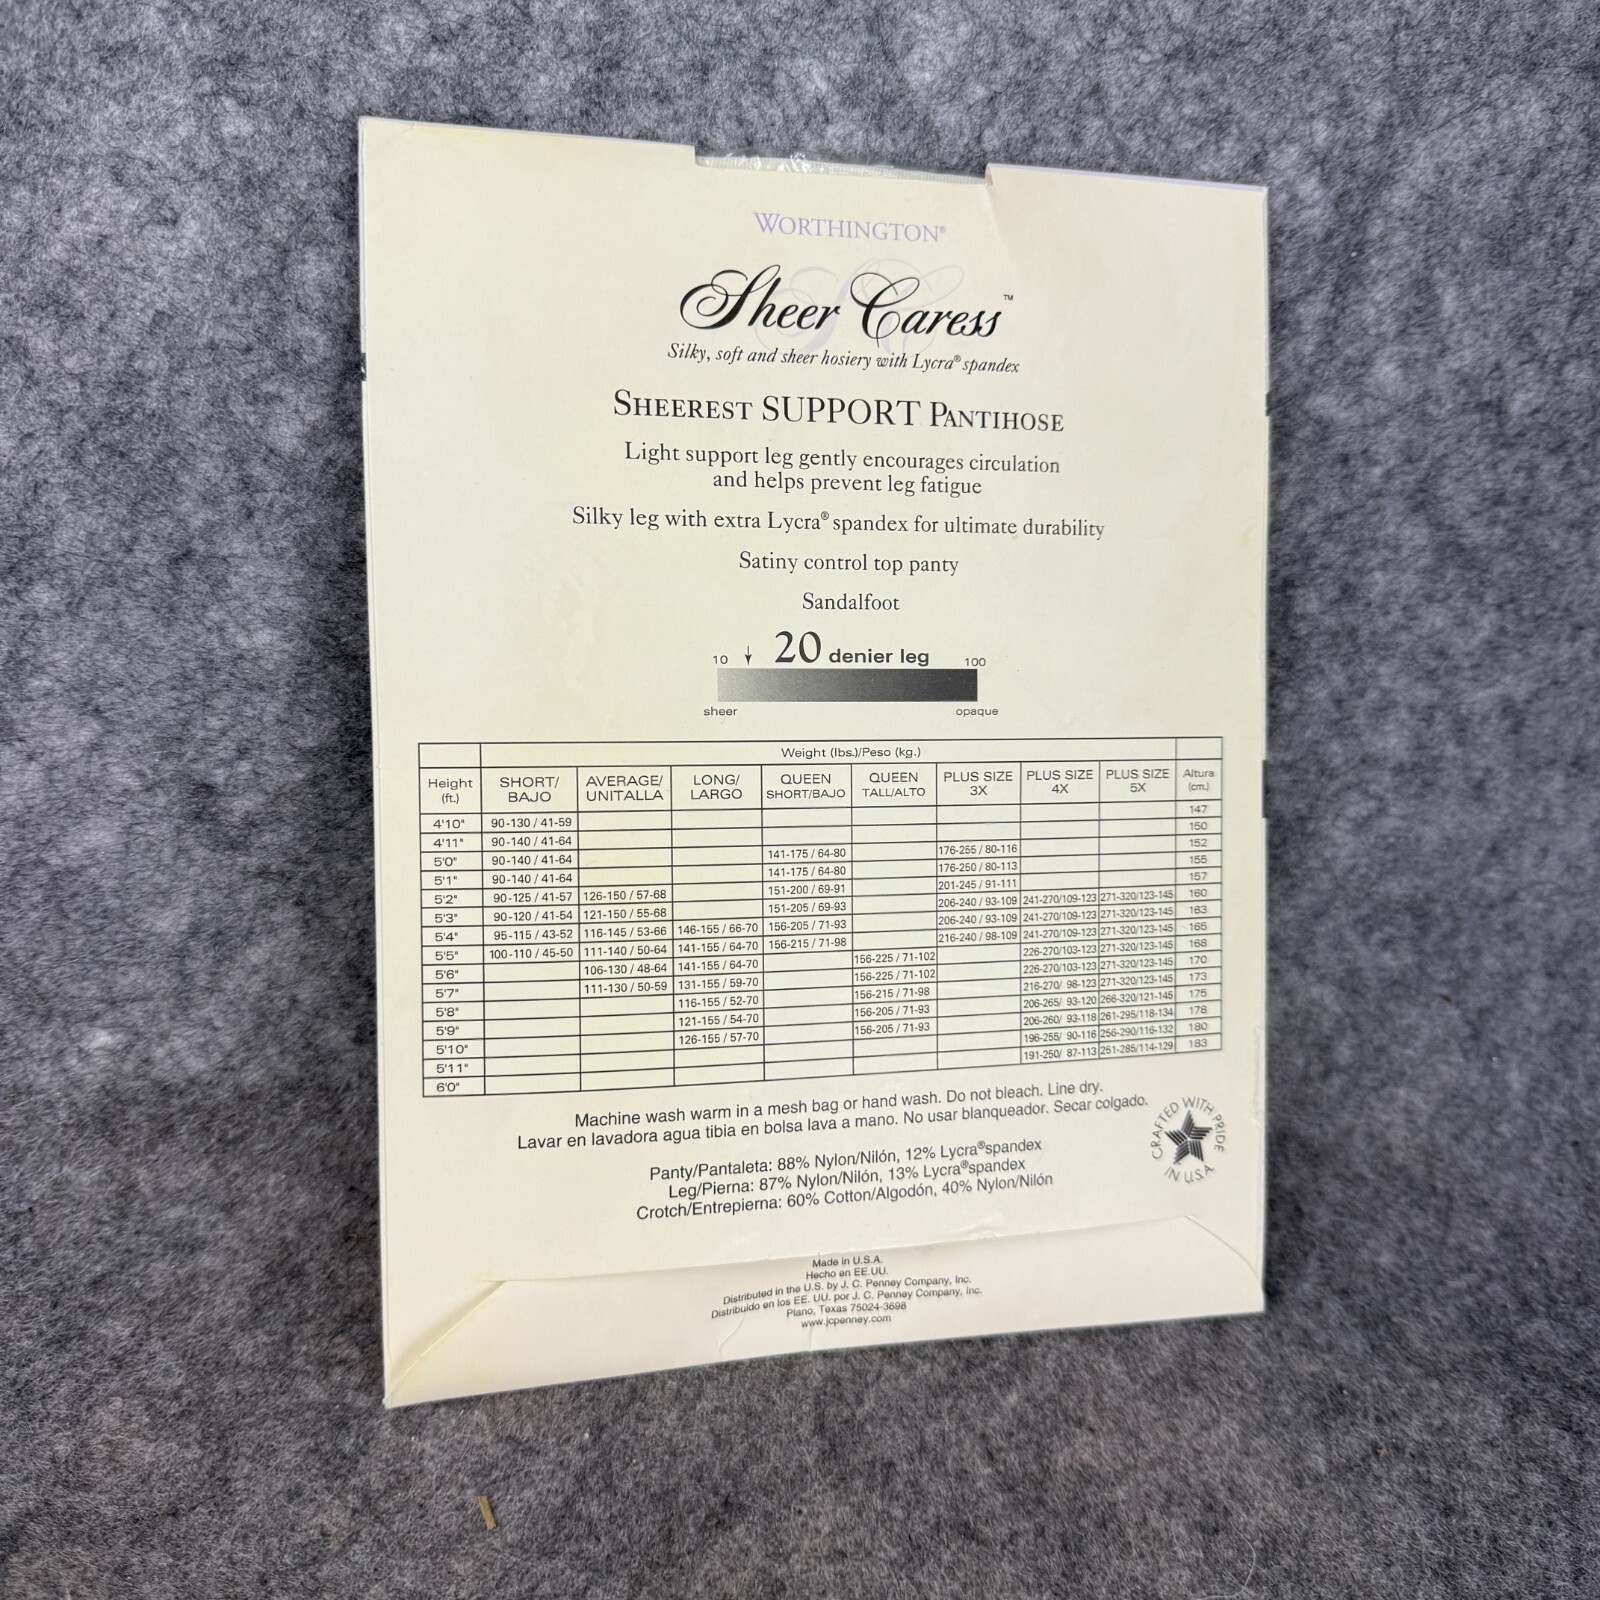 WORTHINGTON®
Sheer Caress™
Silky, soft and sheer hosiery with Lycra® spandex
SHEEREST SUPPORT PANTIHOSE
Light support leg gently encourages circulation
and helps prevent leg fatigue
Silky leg with extra Lycra® spandex for ultimate durability
Satiny control top panty
Sandalfoot
10 20 denier leg 100
sheer opaque
Weight (lbs.)/Peso (kg.)
Height (ft.) SHORT/BAJO AVERAGE/UNITALLA LONG/LARGO QUEEN SHORT/BAJO QUEEN TALL/ALTO PLUS SIZE 3X PLUS SIZE 4X PLUS SIZE 5X Altura (cm.)
4'10" 90-130 / 41-59 147
4'11" 90-140 / 41-64 150
5'0" 90-140 / 41-64 141-175 / 64-80 176-255 / 80-116 152
5'1" 90-140 / 41-64 141-175 / 64-80 176-250 / 80-113 155
5'2" 90-125 / 41-57 126-150 / 57-68 151-200 / 69-91 201-245 / 91-111 157
5'3" 90-120 / 41-54 121-150 / 55-68 151-205 / 69-93 206-240 / 93-109 241-270/109-123 271-320/123-145 160
5'4" 95-115 / 43-52 116-145 / 53-66 146-155 / 66-70 156-205 / 71-93 206-240 / 93-109 241-270/109-123 271-320/123-145 163
5'5" 100-110 / 45-50 111-140 / 50-64 141-155 / 64-70 156-215 / 71-98 216-240 / 98-109 241-270/109-123 271-320/123-145 165
5'6" 106-130 / 48-64 141-155 / 64-70 156-225 / 71-102 226-270/103-123 271-320/123-145 168
5'7" 111-130 / 50-59 131-155 / 59-70 156-225 / 71-102 226-270/103-123 271-320/123-145 170
5'8" 116-155 / 52-70 156-215 / 71-98 216-270/ 98-123 271-320/123-145 173
5'9" 121-155 / 54-70 156-205 / 71-93 206-265/ 93-120 266-320/121-145 175
5'10" 126-155 / 57-70 156-205 / 71-93 206-260/ 93-118 261-295/118-134 178
5'11" 196-255/ 90-116 256-290/116-132 180
6'0" 191-250/ 87-113 251-285/114-129 183
Machine wash warm in a mesh bag or hand wash. Do not bleach. Line dry.
Lavar en lavadora agua tibia en bolsa lava a mano. No usar blanqueador. Secar colgado.
Panty/Pantaleta: 88% Nylon/Nilón, 12% Lycra®spandex
Leg/Pierna: 87% Nylon/Nilón, 13% Lycra®spandex
Crotch/Entrepierna: 60% Cotton/Algodón, 40% Nylon/Nilón
CRAFTED WITH PRIDE IN U.S.A.
Made in U.S.A.
Hecho en EE.UU.
Distributed in the U.S. by J. C. Penney Company, Inc.
Distribuido en los EE. UU. por J. C. Penney Company, Inc.
Plano, Texas 75024-3698
www.jcpenney.com